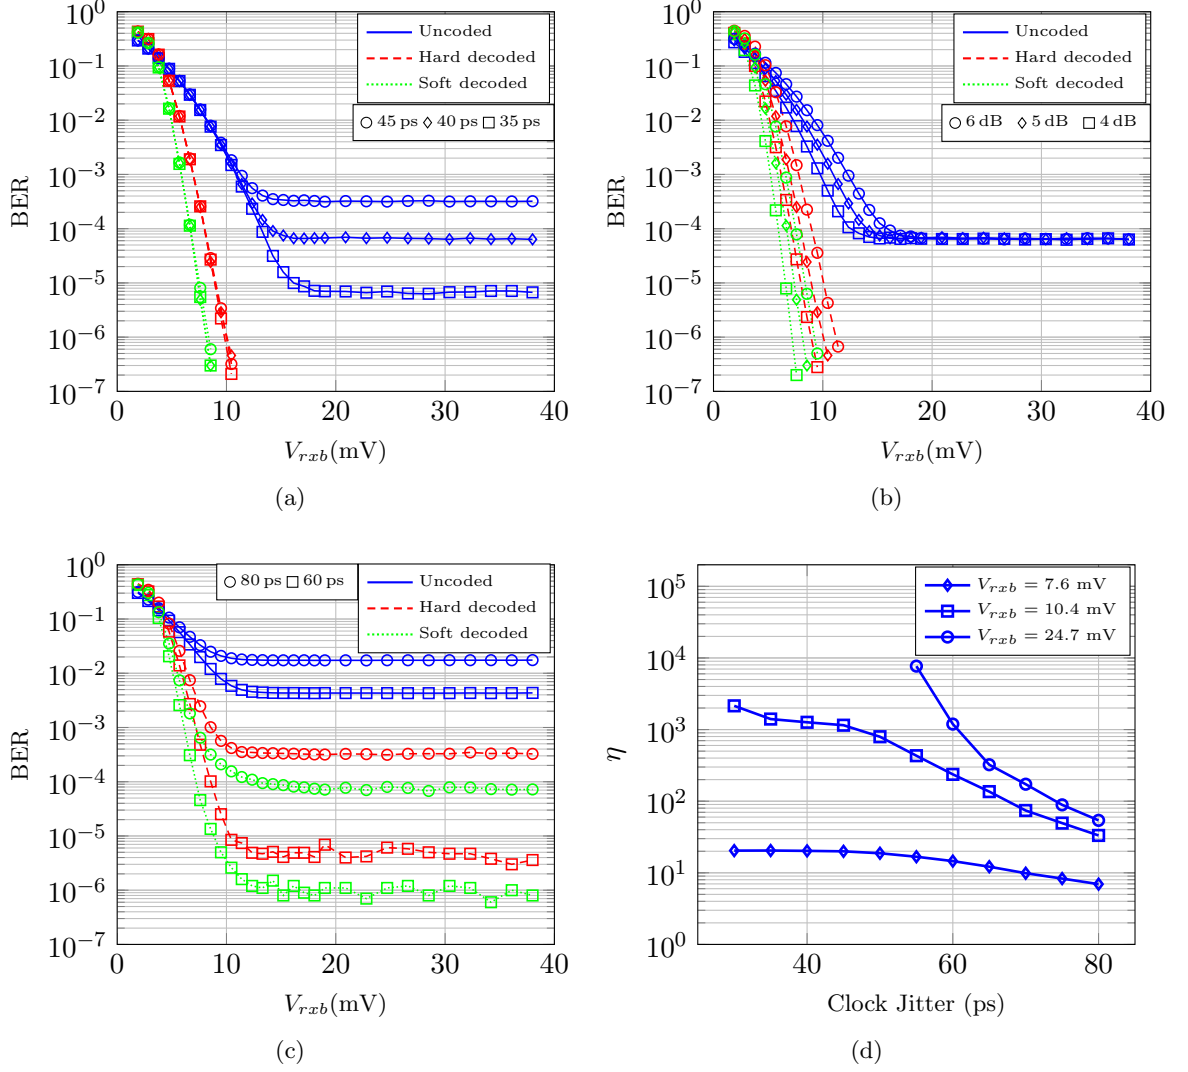 10^0
10^−1
10^−2
10^−3
10^−4
10^−5
10^−6
10^−7
BER
0
10
20
30
40
V_rxb(mV)
Uncoded
Hard decoded
Soft decoded
45 ps 40 ps 35 ps
(a)
10^0
10^−1
10^−2
10^−3
10^−4
10^−5
10^−6
10^−7
BER
0
10
20
30
40
V_rxb(mV)
Uncoded
Hard decoded
Soft decoded
6 dB 5 dB 4 dB
(b)
10^0
10^−1
10^−2
10^−3
10^−4
10^−5
10^−6
10^−7
BER
0
10
20
30
40
V_rxb(mV)
80 ps 60 ps
Uncoded
Hard decoded
Soft decoded
(c)
10^5
10^4
10^3
10^2
10^1
10^0
η
40
60
80
Clock Jitter (ps)
V_rxb = 7.6 mV
V_rxb = 10.4 mV
V_rxb = 24.7 mV
(d)